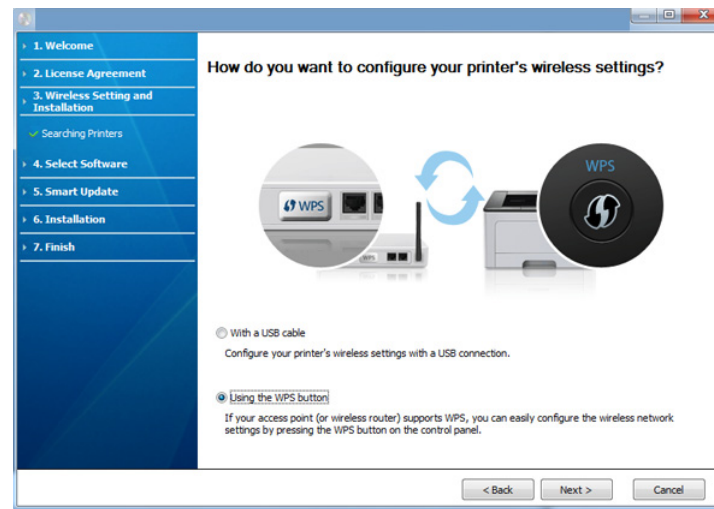 1. Welcome
2. License Agreement
3. Wireless Setting and
Installation
Searching Printers
4. Select Software
5. Smart Update
6. Installation
7. Finish
How do you want to configure your printer's wireless settings?
WPS
WPS
WPS
With a USB cable
Configure your printer's wireless settings with a USB connection.
Using the WPS button
If your access point (or wireless router) supports WPS, you can easily configure the wireless network
settings by pressing the WPS button on the control panel.
< Back
Next >
Cancel